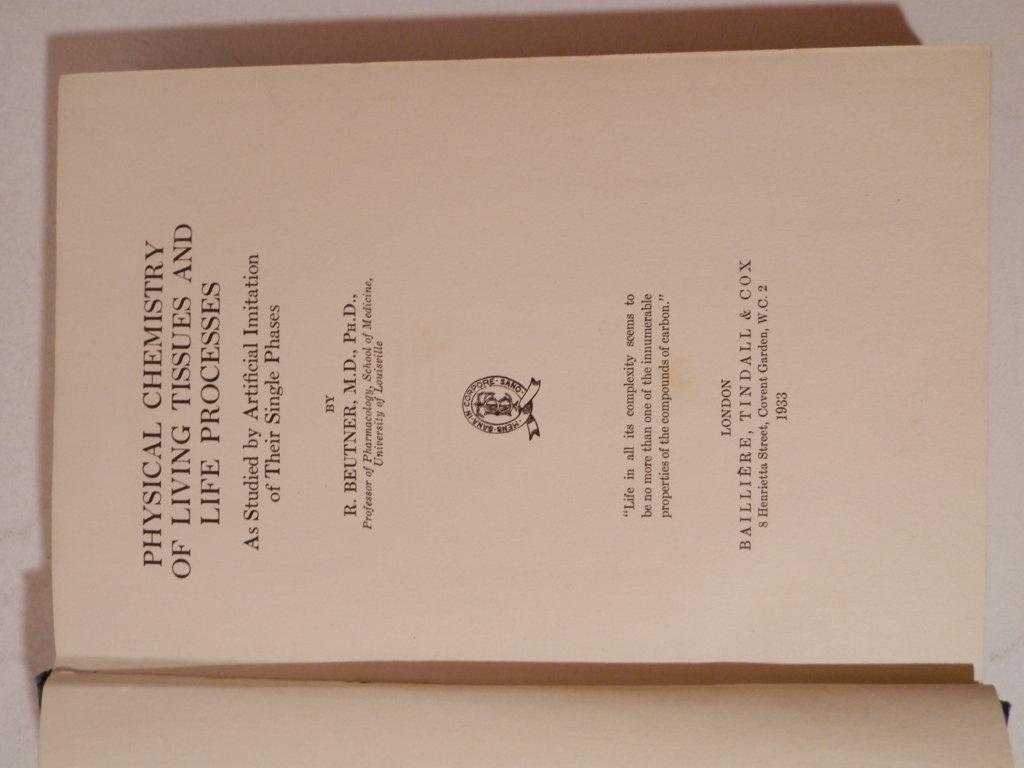 PHYSICAL CHEMISTRY
OF LIVING TISSUES AND
LIFE PROCESSES
As Studied by Artificial Imitation
of Their Single Phases
BY
R. BEUTNER, M.D., PH.D.,
Professor of Pharmacology, School of Medicine,
University of Louisville
MENS·SANA·IN·CORPORE·SANO·
"Life in all its complexity seems to
be no more than one of the innumerable
properties of the compounds of carbon."
LONDON
BAILLIÈRE, TINDALL & COX
8 Henrietta Street, Covent Garden, W.C. 2
1933